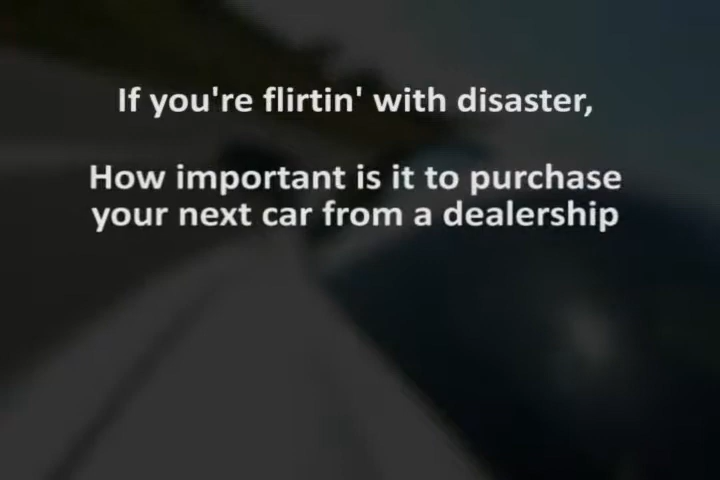 If you're flirtin' with disaster,
How important is it to purchase
your next car from a dealership